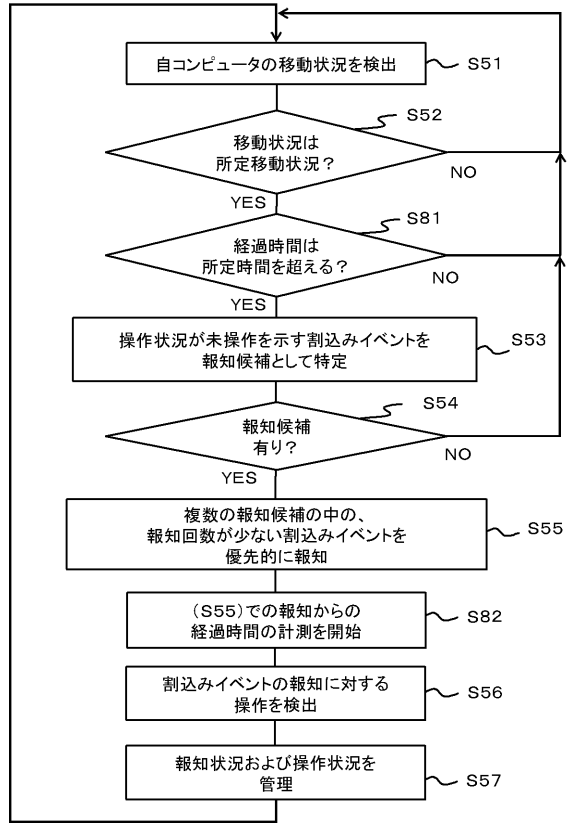 自コンピュータの移動状況を検出
S51
S52
移動状況は
所定移動状況？
NO
YES
S81
経過時間は
所定時間を超える？
NO
YES
操作状況が未操作を示す割込みイベントを
報知候補として特定
S53
S54
報知候補
有り？
NO
YES
複数の報知候補の中の、
報知回数が少ない割込みイベントを
優先的に報知
S55
（S55）での報知からの
経過時間の計測を開始
S82
割込みイベントの報知に対する
操作を検出
S56
報知状況および操作状況を
管理
S57